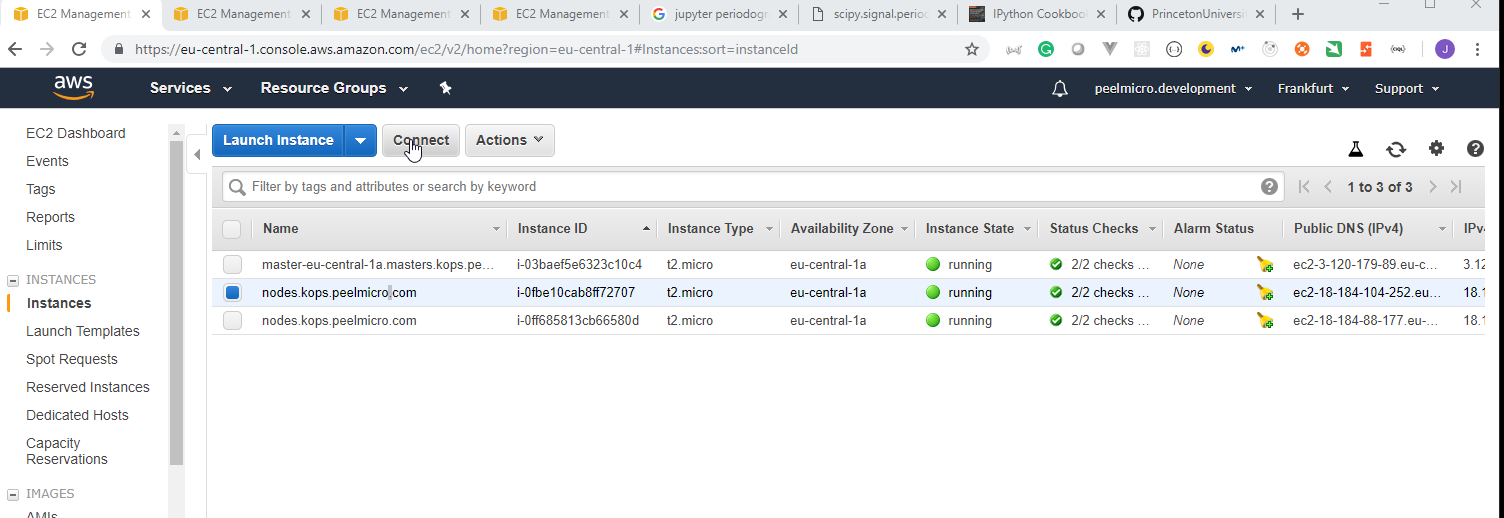 EC2 Management
EC2 Management
EC2 Management
EC2 Management
jupyter periodogr
scipy.signal.perio
IPython Cookbook
PrincetonUniversi
https://eu-central-1.console.aws.amazon.com/ec2/v2/home?region=eu-central-1#Instances:sort=instanceId
J
aws Services Resource Groups peelmicro.development Frankfurt Support
EC2 Dashboard
Events
Tags
Reports
Limits
INSTANCES
Instances
Launch Templates
Spot Requests
Reserved Instances
Dedicated Hosts
Capacity
Reservations
IMAGES
AMIs
Launch Instance Connect Actions
Filter by tags and attributes or search by keyword 1 to 3 of 3
Name Instance ID Instance Type Availability Zone Instance State Status Checks Alarm Status Public DNS (IPv4) IPv4
master-eu-central-1a.masters.kops.pe... i-03baef5e6323c10c4 t2.micro eu-central-1a running 2/2 checks ... None ec2-3-120-179-89.eu-c... 3.12
nodes.kops.peelmicro.com i-0fbe10cab8ff72707 t2.micro eu-central-1a running 2/2 checks ... None ec2-18-184-104-252.eu... 18.1
nodes.kops.peelmicro.com i-0ff685813cb66580d t2.micro eu-central-1a running 2/2 checks ... None ec2-18-184-88-177.eu-... 18.1